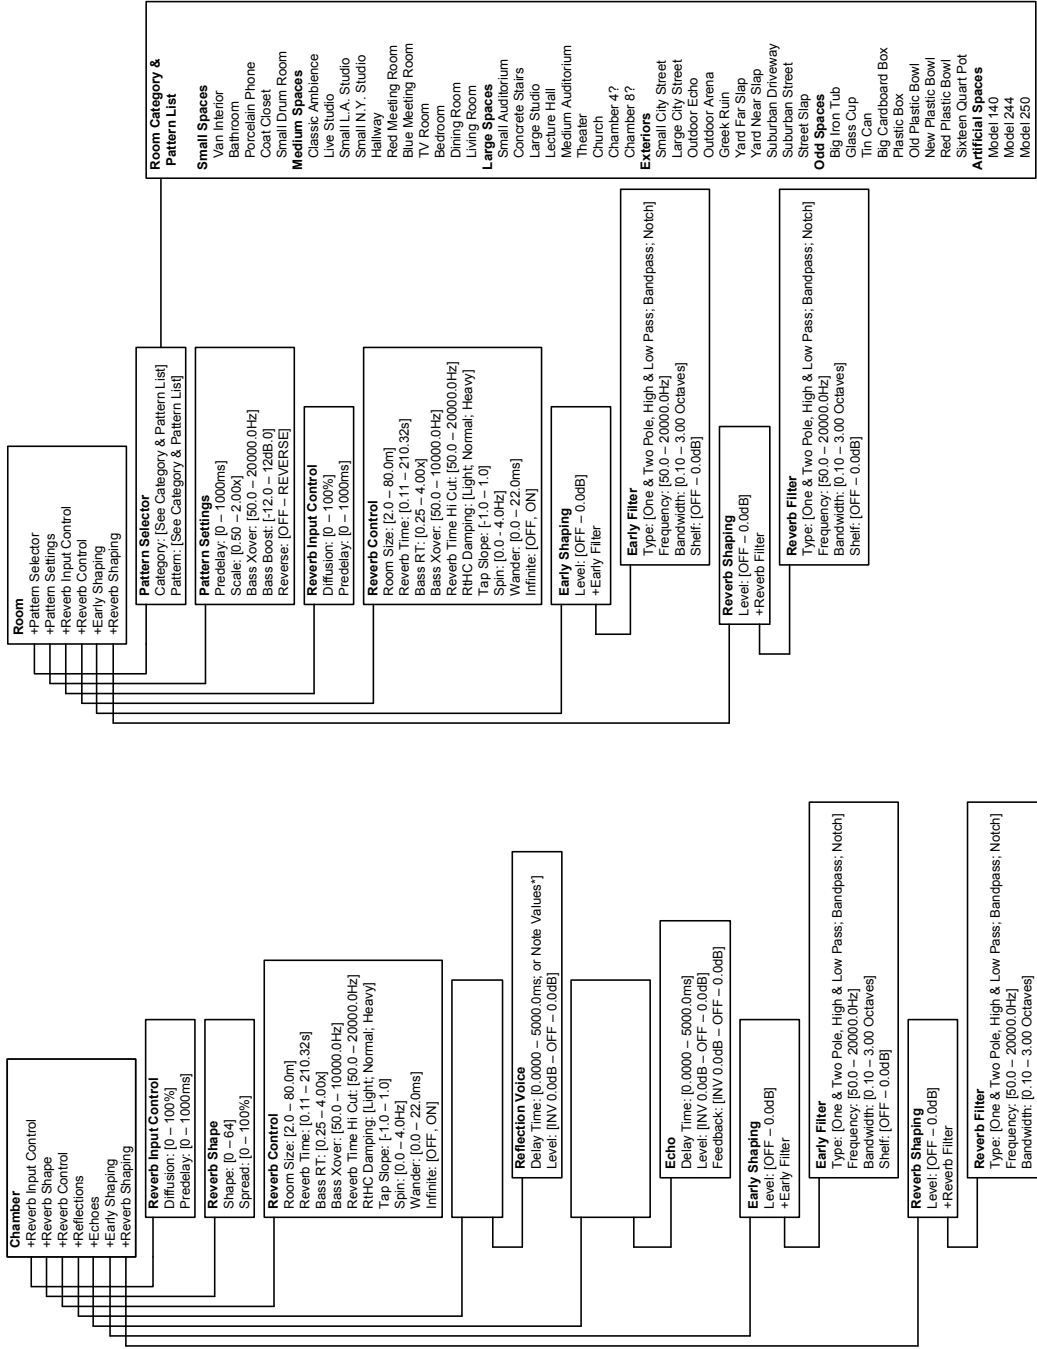 Chamber
+Reverb Input Control
+Reverb Shape
+Reverb Control
+Reflections
+Echoes
+Early Shaping
+Reverb Shaping
Reverb Input Control
Diffusion: [0 – 100%]
Predelay: [0 – 1000ms]
Reverb Shape
Shape: [0 – 64]
Spread: [0 – 100%]
Reverb Control
Room Size: [2.0 – 80.0m]
Reverb Time: [0.11 – 210.32s]
Bass RT: [0.25 – 4.00x]
Bass Xover: [50.0 – 10000.0Hz]
Reverb Time Hi Cut: [50.0 – 20000.0Hz]
RtHC Damping: [Light; Normal; Heavy]
Tap Slope: [-1.0 – 1.0]
Spin: [0.0 – 4.0Hz]
Wander: [0.0 – 22.0ms]
Infinite: [OFF, ON]
Reflection Voice
Delay Time: [0.0000 – 5000.0ms; or Note Values*]
Level: [INV 0.0dB – OFF – 0.0dB]
Echo
Delay Time: [0.0000 – 5000.0ms]
Level: [INV 0.0dB – OFF – 0.0dB]
Feedback: [INV 0.0dB – OFF – 0.0dB]
Early Shaping
Level: [OFF – 0.0dB]
+Early Filter
Early Filter
Type: [One & Two Pole, High & Low Pass; Bandpass; Notch]
Frequency: [50.0 – 20000.0Hz]
Bandwidth: [0.10 – 3.00 Octaves]
Shelf: [OFF – 0.0dB]
Reverb Shaping
Level: [OFF – 0.0dB]
+Reverb Filter
Reverb Filter
Type: [One & Two Pole, High & Low Pass; Bandpass; Notch]
Frequency: [50.0 – 20000.0Hz]
Bandwidth: [0.10 – 3.00 Octaves]
Room
+Pattern Selector
+Pattern Settings
+Reverb Input Control
+Reverb Control
+Early Shaping
+Reverb Shaping
Pattern Selector
Category: [See Category & Pattern List]
Pattern: [See Category & Pattern List]
Pattern Settings
Predelay: [0 – 1000ms]
Scale: [0.50 – 2.00x]
Bass Xover: [50.0 – 20000.0Hz]
Bass Boost: [-12.0 – 12dB.0]
Reverse: [OFF – REVERSE]
Reverb Input Control
Diffusion: [0 – 100%]
Predelay: [0 – 1000ms]
Reverb Control
Room Size: [2.0 – 80.0m]
Reverb Time: [0.11 – 210.32s]
Bass RT: [0.25 – 4.00x]
Bass Xover: [50.0 – 10000.0Hz]
Reverb Time Hi Cut: [50.0 – 20000.0Hz]
RtHC Damping: [Light; Normal; Heavy]
Tap Slope: [-1.0 – 1.0]
Spin: [0.0 - 4.0Hz]
Wander: [0.0 – 22.0ms]
Infinite: [OFF, ON]
Early Shaping
Level: [OFF – 0.0dB]
+Early Filter
Early Filter
Type: [One & Two Pole, High & Low Pass; Bandpass; Notch]
Frequency: [50.0 – 20000.0Hz]
Bandwidth: [0.10 – 3.00 Octaves]
Shelf: [OFF – 0.0dB]
Reverb Shaping
Level: [OFF – 0.0dB]
+Reverb Filter
Reverb Filter
Type: [One & Two Pole, High & Low Pass; Bandpass; Notch]
Frequency: [50.0 – 20000.0Hz]
Bandwidth: [0.10 – 3.00 Octaves]
Shelf: [OFF – 0.0dB]
Room Category &
Pattern List
Small Spaces
Van Interior
Bathroom
Porcelain Phone
Coat Closet
Small Drum Room
Medium Spaces
Classic Ambience
Live Studio
Small L.A. Studio
Small N.Y. Studio
Hallway
Red Meeting Room
Blue Meeting Room
TV Room
Bedroom
Dining Room
Living Room
Large Spaces
Small Auditorium
Concrete Stairs
Large Studio
Lecture Hall
Medium Auditorium
Theater
Church
Chamber 4?
Chamber 8?
Exteriors
Small City Street
Large City Street
Outdoor Echo
Outdoor Arena
Greek Ruin
Yard Far Slap
Yard Near Slap
Suburban Driveway
Suburban Street
Street Slap
Odd Spaces
Big Iron Tub
Glass Cup
Tin Can
Big Cardboard Box
Plastic Box
Old Plastic Bowl
New Plastic Bowl
Red Plastic Bowl
Sixteen Quart Pot
Artificial Spaces
Model 140
Model 244
Model 250